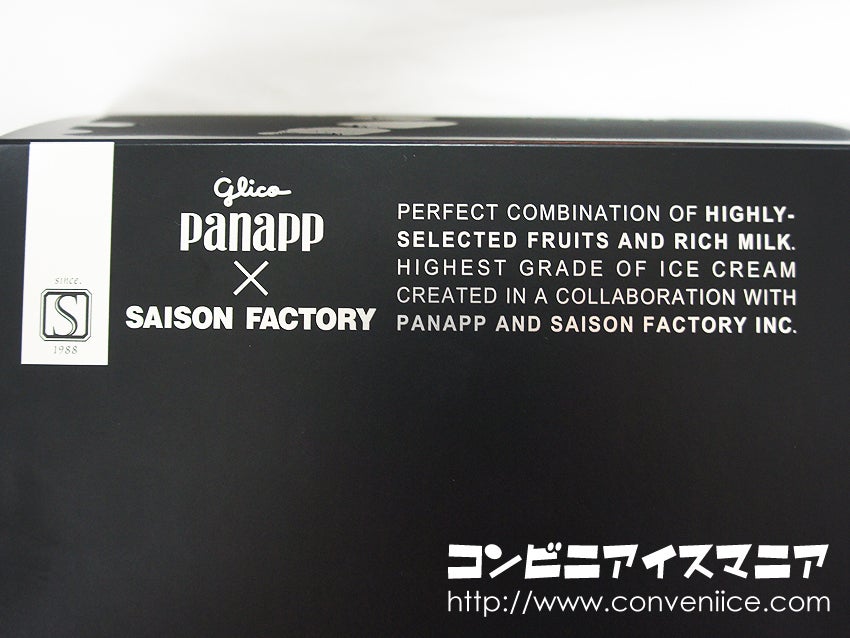 Glico
Panapp
×
SAISON FACTORY
since.
S
1988
PERFECT COMBINATION OF HIGHLY-
SELECTED FRUITS AND RICH MILK.
HIGHEST GRADE OF ICE CREAM
CREATED IN A COLLABORATION WITH
PANAPP AND SAISON FACTORY INC.
コンビニアイスマニア
http://www.conveniice.com/